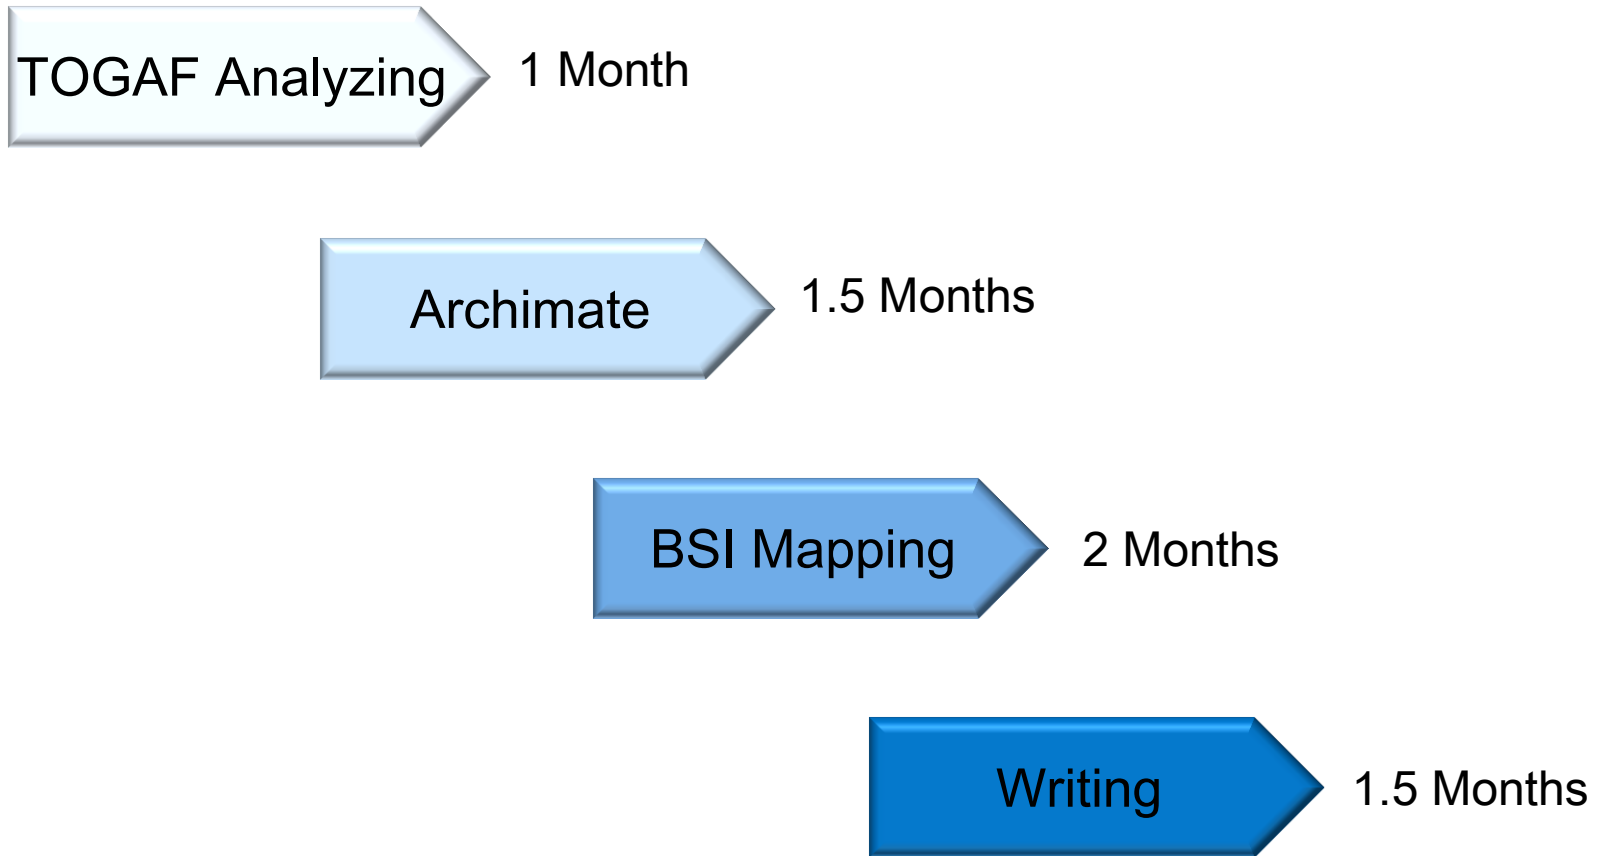 TOGAF Analyzing
1 Month
Archimate
1.5 Months
BSI Mapping
2 Months
Writing
1.5 Months